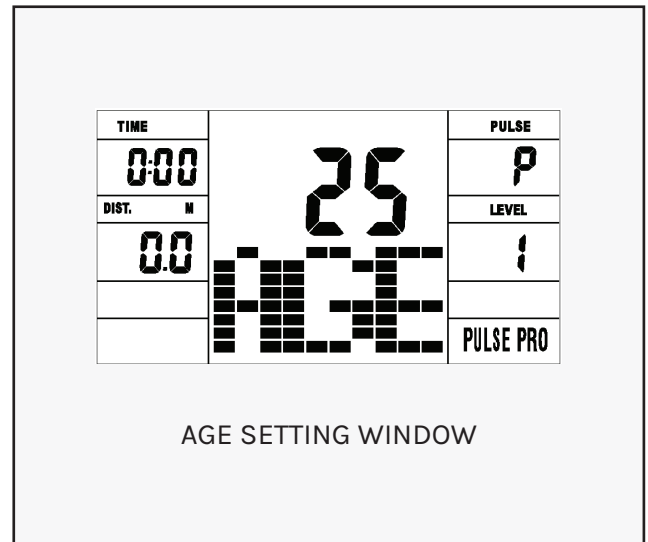 TIME
0:00
DIST. M
0.0
25
AGE
PULSE
P
LEVEL
1
PULSE PRO
AGE SETTING WINDOW